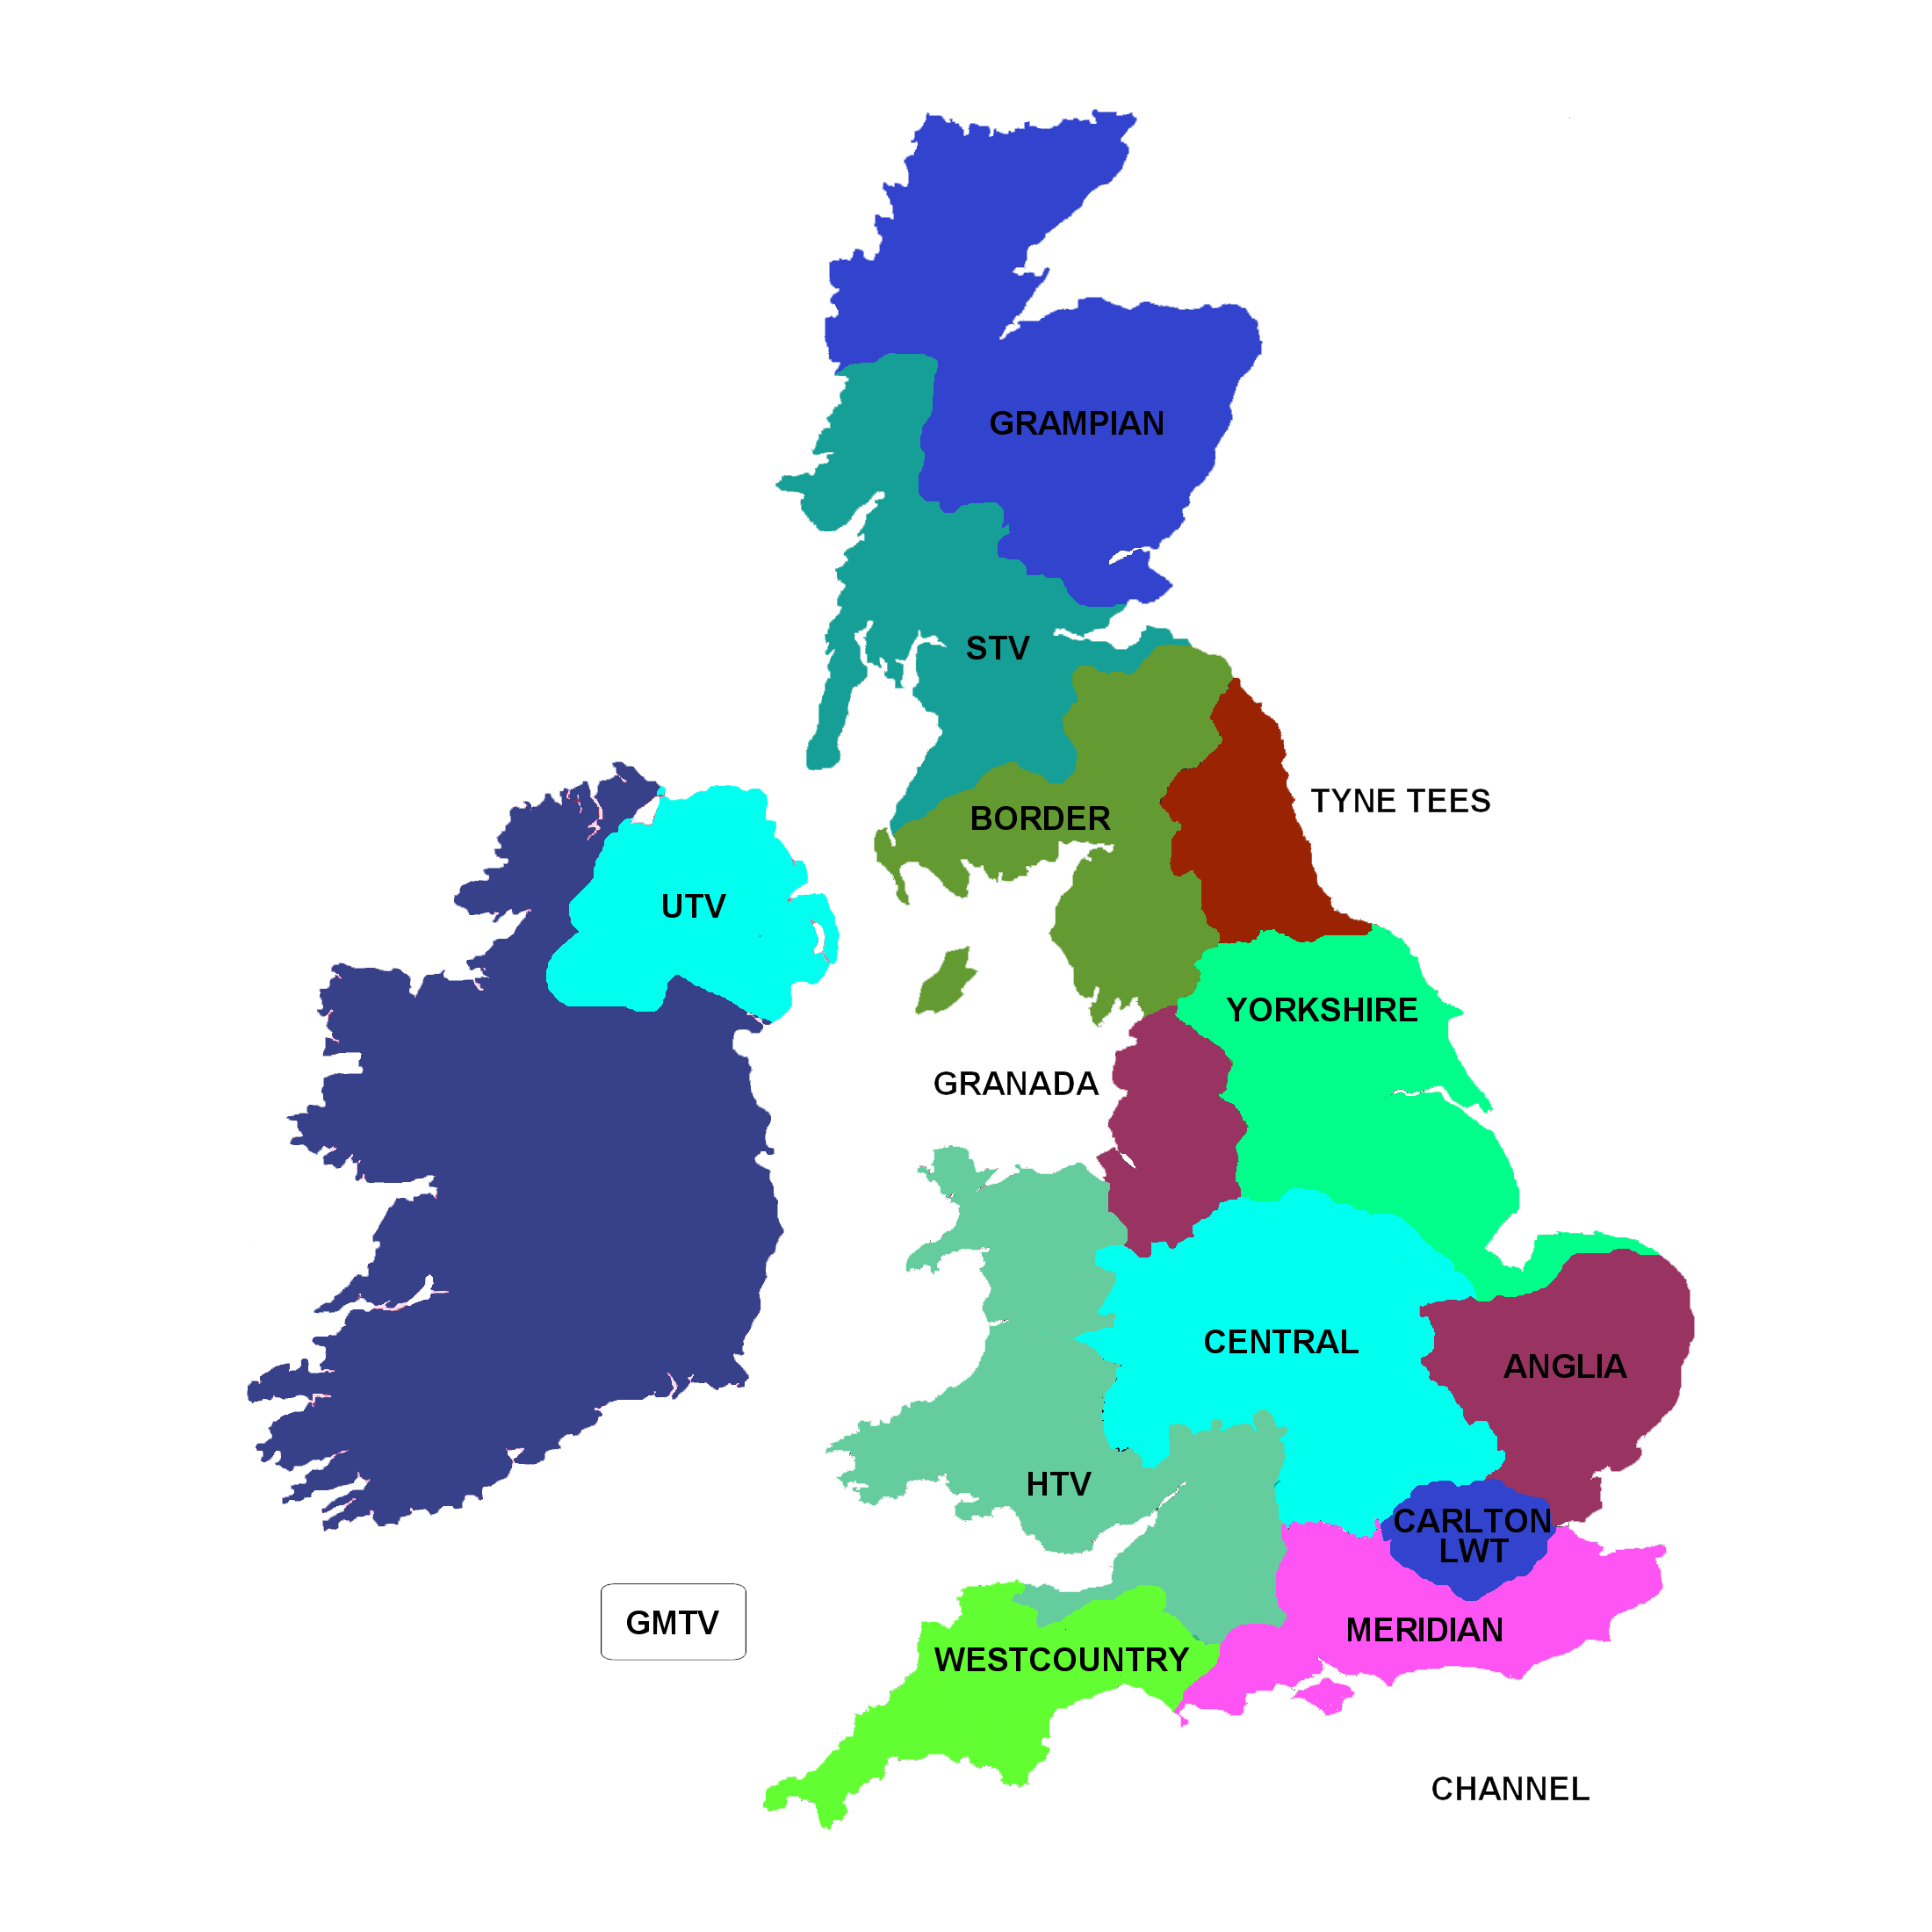 GRAMPIAN
STV
TYNE TEES
BORDER
UTV
YORKSHIRE
GRANADA
CENTRAL
ANGLIA
HTV
CARLTON
LWT
GMTV
MERIDIAN
WESTCOUNTRY
CHANNEL